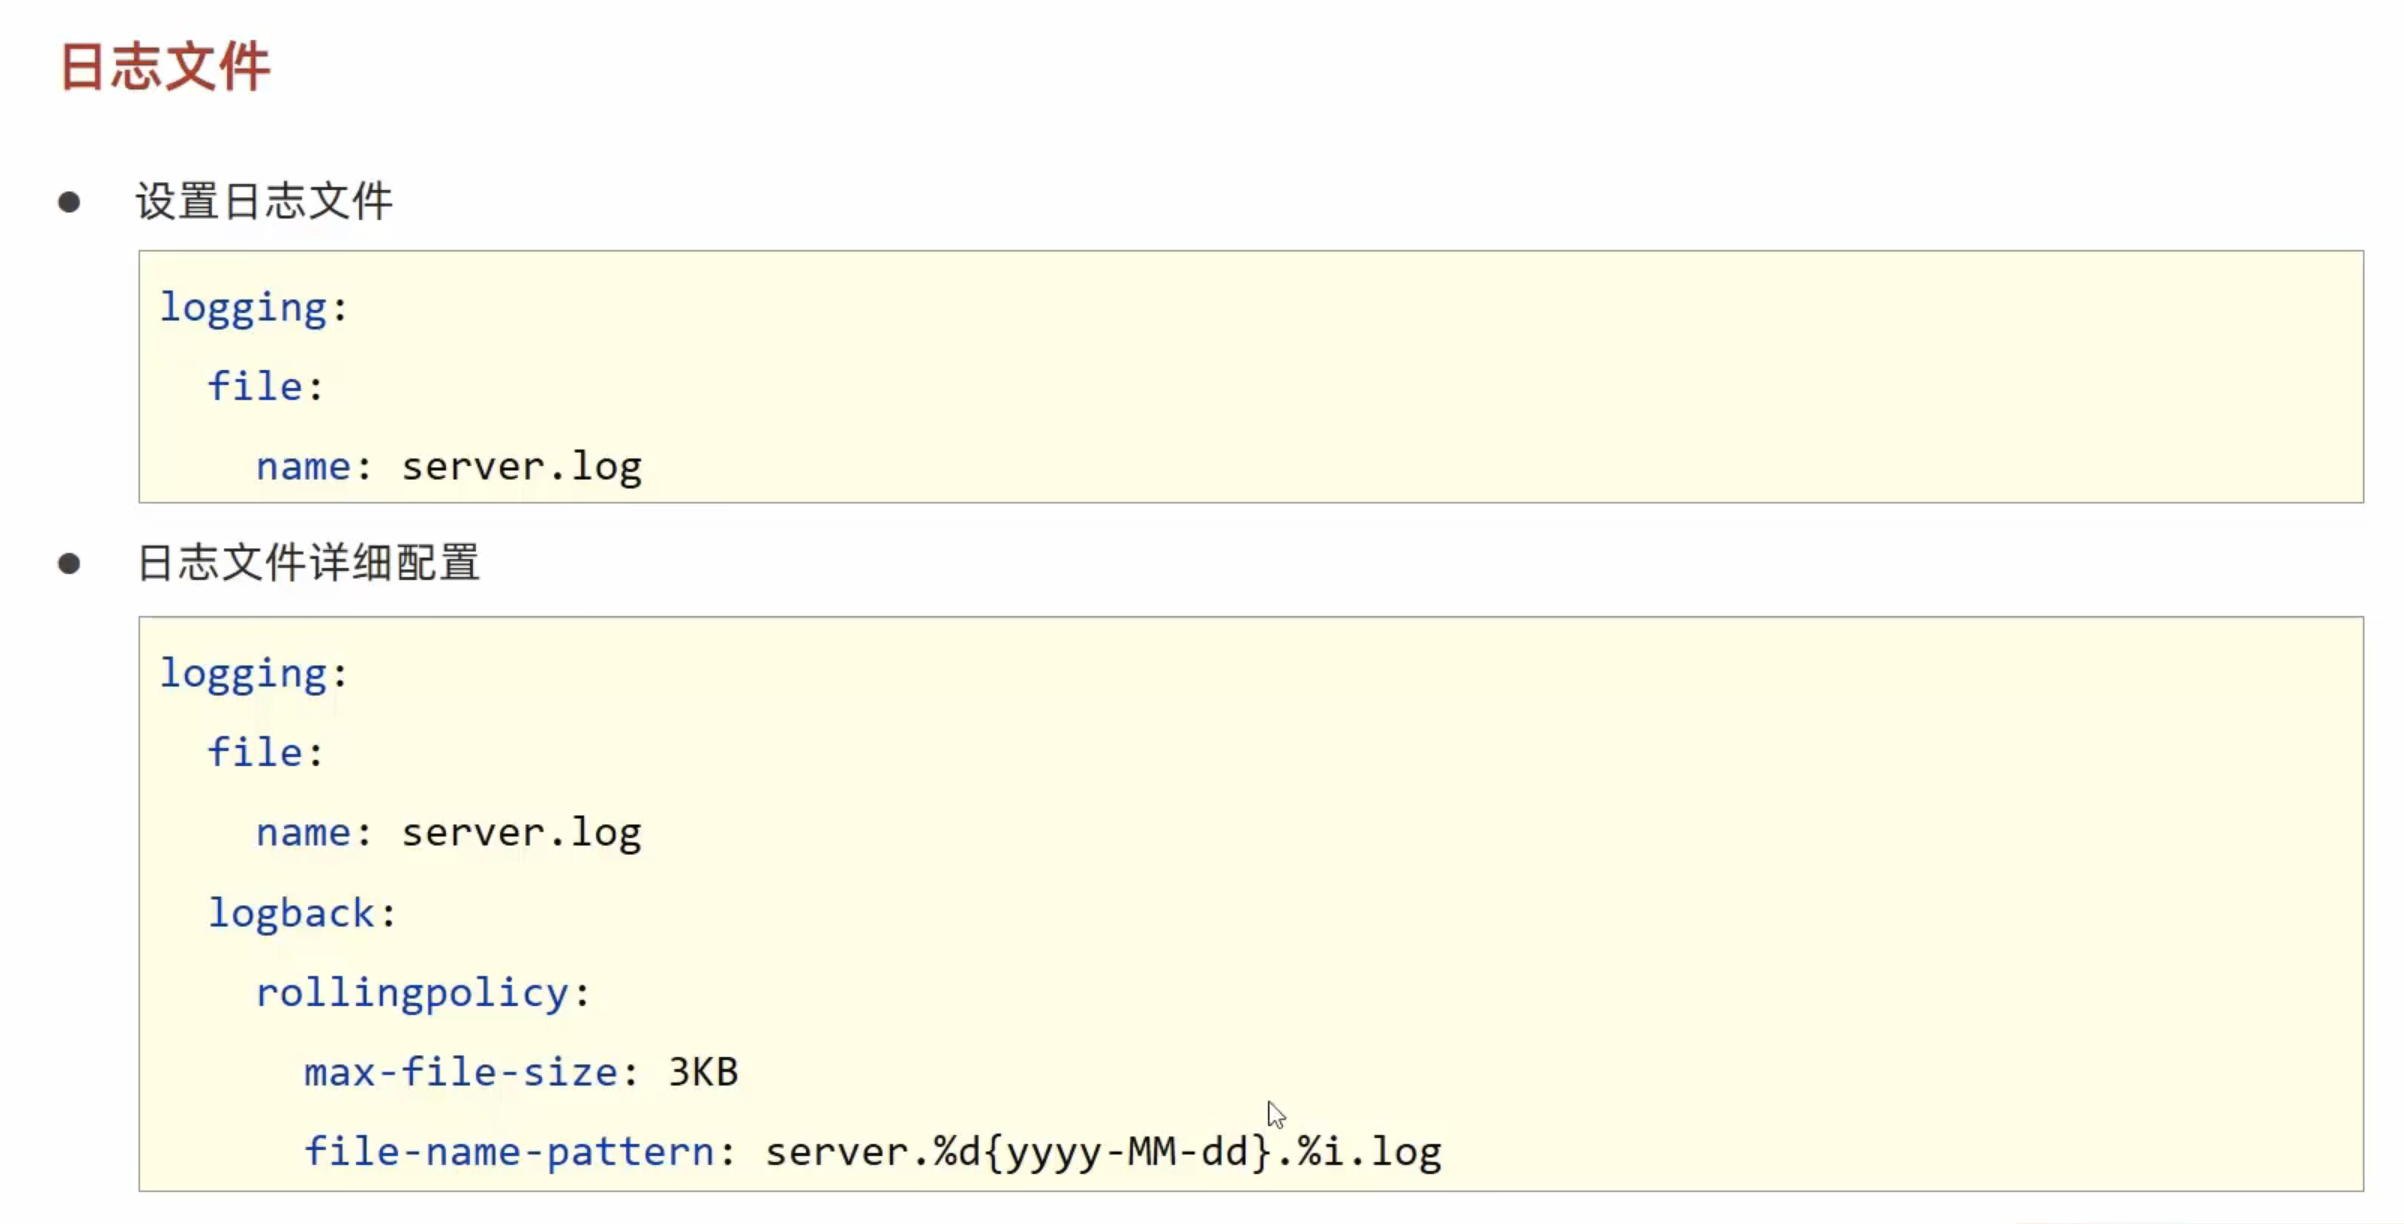 日志文件
● 设置日志文件
logging:
  file:
    name: server.log
● 日志文件详细配置
logging:
  file:
    name: server.log
  logback:
    rollingpolicy:
      max-file-size: 3KB
      file-name-pattern: server.%d{yyyy-MM-dd}.%i.log